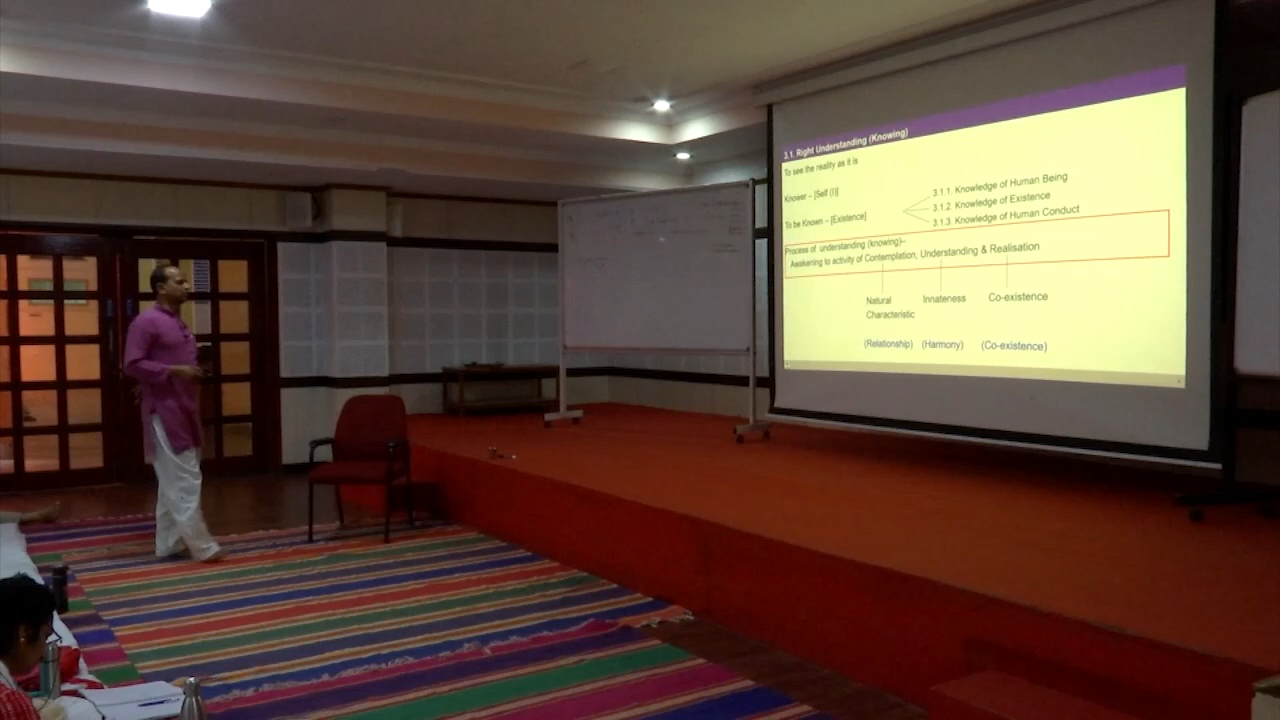 3.1. Right Understanding (Knowing)
To see the reality as it is
Knower – [Self (I)]
To be Known – [Existence]
3.1.1. Knowledge of Human Being
3.1.2 Knowledge of Existence
3.1.3. Knowledge of Human Conduct
Process of understanding (knowing)–
Awakening to activity of Contemplation, Understanding & Realisation
Natural Characteristic
Innateness
Co-existence
(Relationship)
(Harmony)
(Co-existence)